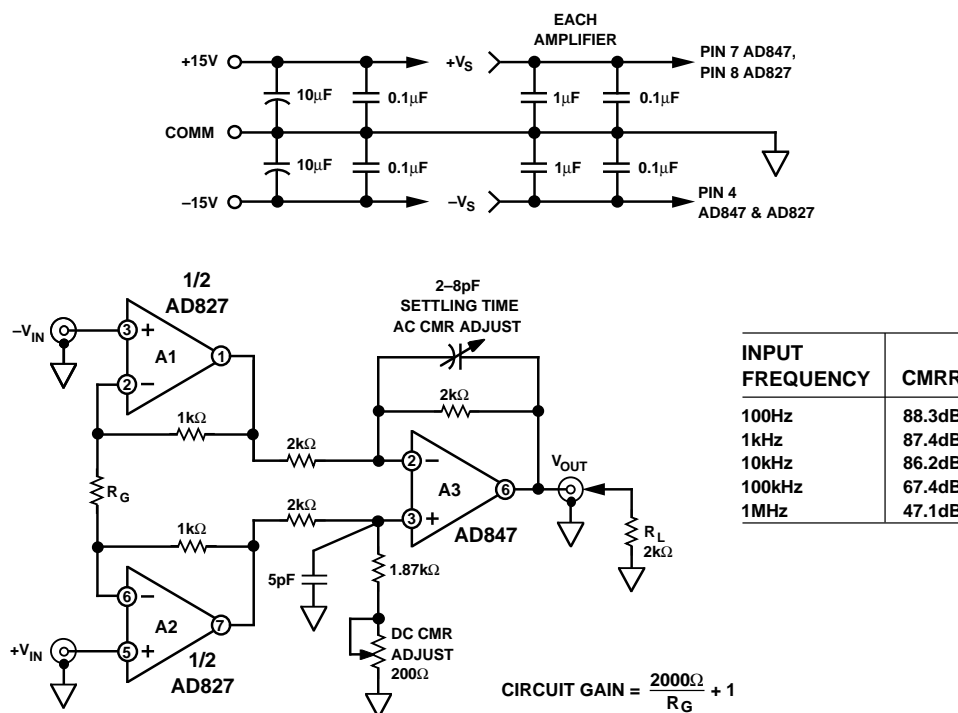 EACH
AMPLIFIER
+15V
+VS
PIN 7 AD847,
PIN 8 AD827
10µF
0.1µF
1µF
0.1µF
COMM
10µF
0.1µF
1µF
0.1µF
–15V
–VS
PIN 4
AD847 & AD827
1/2
AD827
2–8pF
SETTLING TIME
AC CMR ADJUST
–VIN
3
+
A1
1
2
–
1kΩ
2kΩ
2kΩ
RG
2
–
A3
6
VOUT
3
+
AD847
RL
2kΩ
1kΩ
2kΩ
5pF
1.87kΩ
6
–
A2
7
+VIN
5
+
1/2
AD827
DC CMR
ADJUST
200Ω
CIRCUIT GAIN = 2000Ω / RG + 1
INPUT
FREQUENCY CMRR
100Hz 88.3dB
1kHz 87.4dB
10kHz 86.2dB
100kHz 67.4dB
1MHz 47.1dB